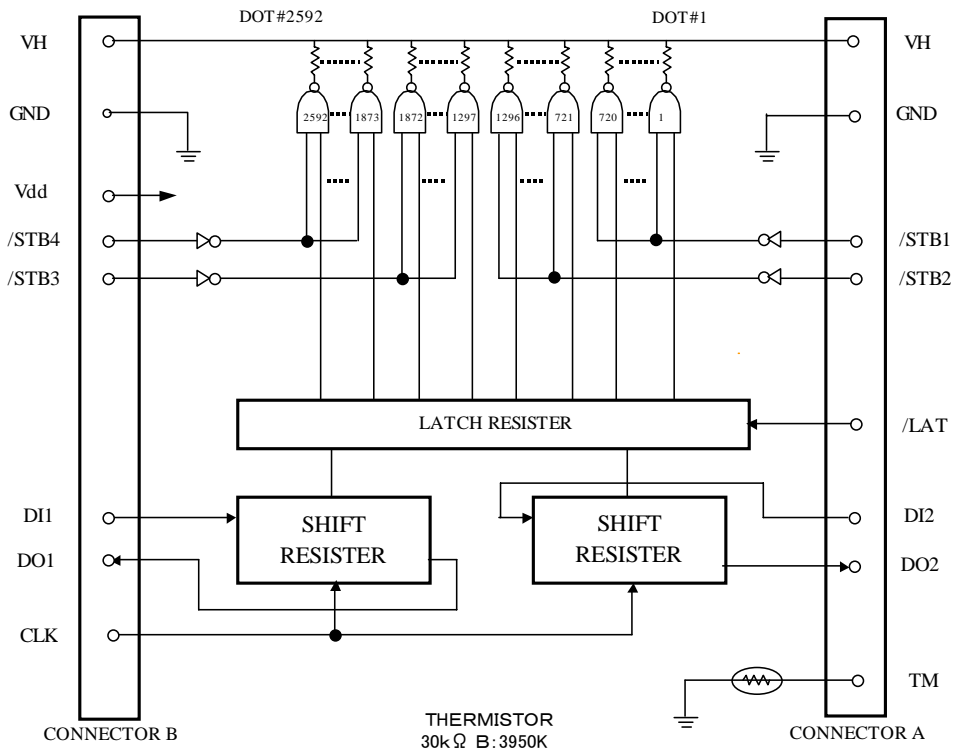 DOT#2592 DOT#1
VH VH
2592 1873 1872 1297 1296 721 720 1
GND GND
Vdd
/STB4 /STB1
/STB3 /STB2
LATCH RESISTER /LAT
DI1 SHIFT RESISTER SHIFT RESISTER DI2
DO1 DO2
CLK
TM
CONNECTOR B CONNECTOR A
THERMISTOR
30kΩ B:3950K